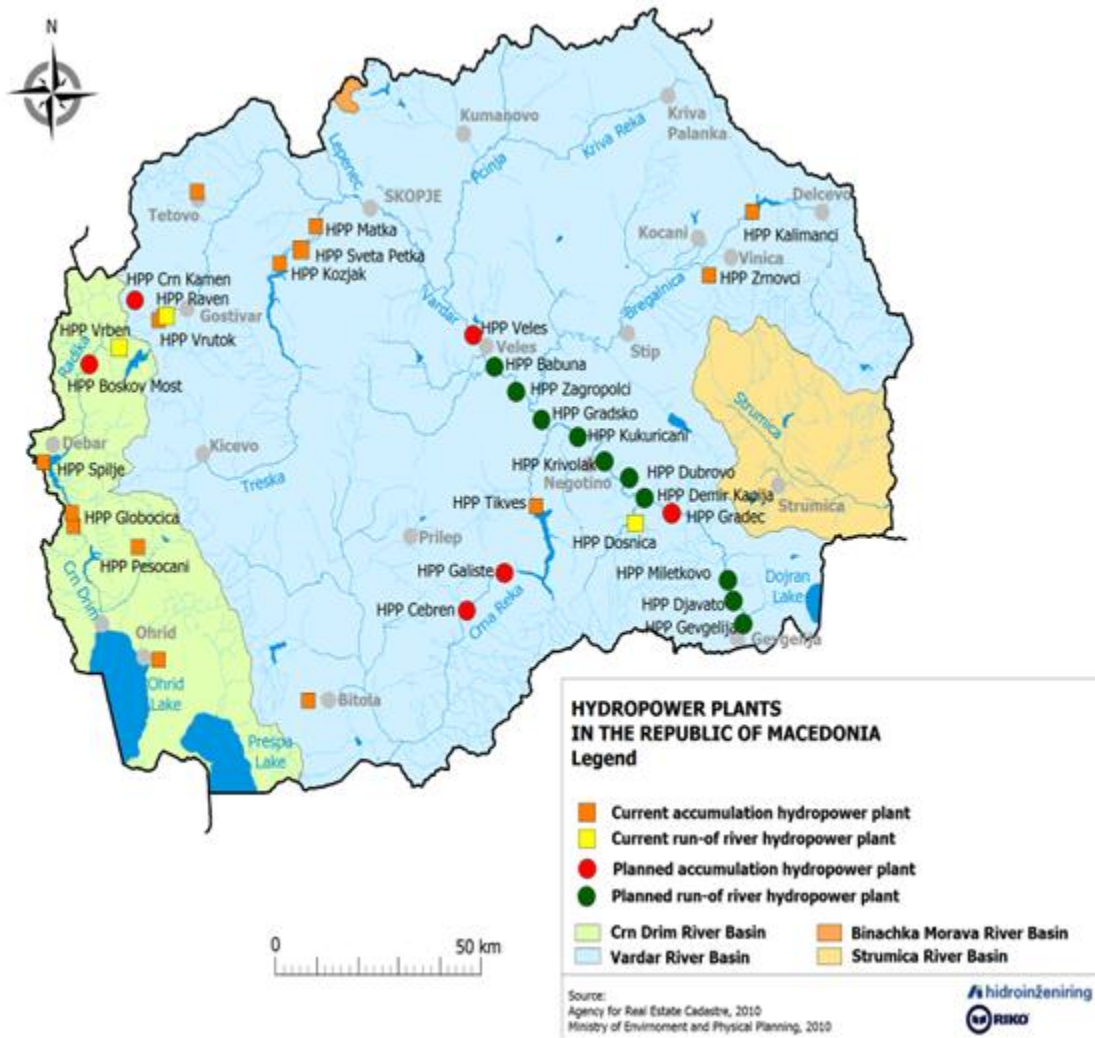 N
Kumanovo
Kriva
Palanka
Kriva Reka
Pcinja
Lepenec
SKOPJE
Tetovo
Delcevo
HPP Matka
HPP Kalimanci
Kocani
Vinica
HPP Sveta Petka
HPP Kozjak
HPP Zrnovci
HPP Crn Kamen
HPP Raven
Gostivar
Vardar
Bregalnica
HPP Vrben
HPP Vrutok
HPP Veles
Veles
Stip
Radika
HPP Boskov Most
HPP Babuna
HPP Zagropolci
HPP Gradsko
Strumica
HPP Kukuricani
Debar
Kicevo
HPP Spilje
HPP Krivolak
HPP Dubrovo
Treska
Negotino
HPP Demir Kapija
HPP Tikves
Strumica
HPP Globocica
HPP Gradec
Prilep
HPP Dosnica
HPP Pesocani
HPP Galiste
HPP Miletkovo
Dojran
Lake
Crn Drim
HPP Cebren
Crna Reka
HPP Djavato
HPP Gevgelija
Gevgelija
Ohrid
Ohrid
Lake
Bitola
Prespa
Lake
HYDROPOWER PLANTS
IN THE REPUBLIC OF MACEDONIA
Legend
Current accumulation hydropower plant
Current run-of river hydropower plant
Planned accumulation hydropower plant
Planned run-of river hydropower plant
Crn Drim River Basin
Binachka Morava River Basin
Vardar River Basin
Strumica River Basin
0 50 km
Source:
Agency for Real Estate Cadastre, 2010
Ministry of Envirnoment and Physical Planning, 2010
hidroinženiring
RIKO